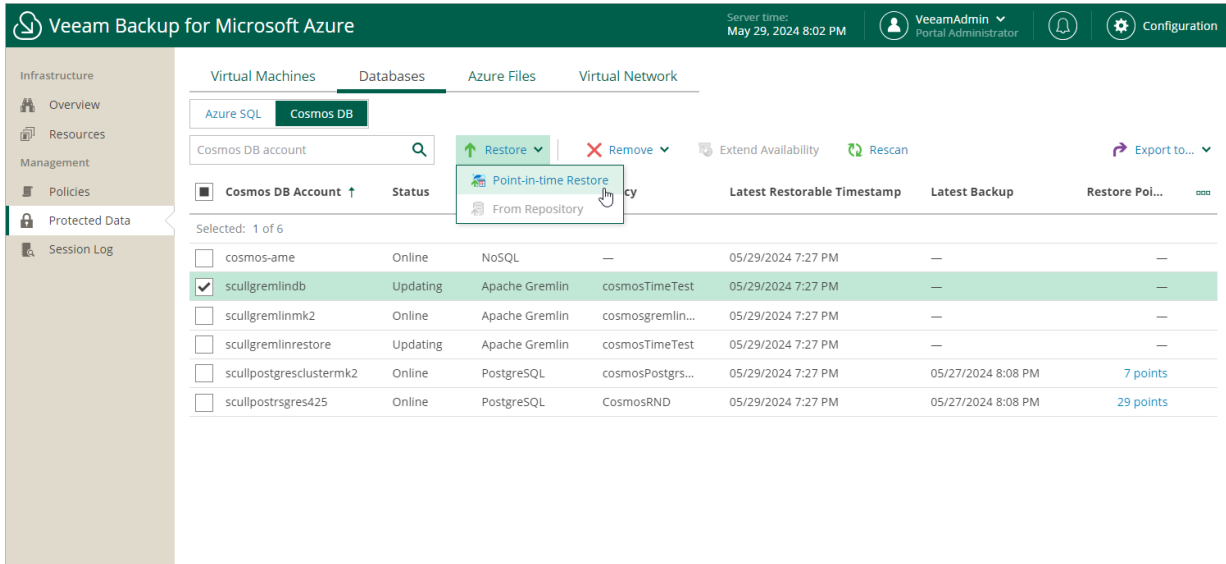 Veeam Backup for Microsoft Azure
Server time:
May 29, 2024 8:02 PM
VeeamAdmin
Portal Administrator
Configuration
Infrastructure
Overview
Resources
Management
Policies
Protected Data
Session Log
Virtual Machines Databases Azure Files Virtual Network
Azure SQL Cosmos DB
Cosmos DB account Restore Remove Extend Availability Rescan Export to...
Point-in-time Restore
From Repository
Cosmos DB Account Status cy Latest Restorable Timestamp Latest Backup Restore Poi...
Selected: 1 of 6
cosmos-ame Online NoSQL — 05/29/2024 7:27 PM — —
scullgremlindb Updating Apache Gremlin cosmosTimeTest 05/29/2024 7:27 PM — —
scullgremlinmk2 Online Apache Gremlin cosmosgremlin... 05/29/2024 7:27 PM — —
scullgremlinrestore Updating Apache Gremlin cosmosTimeTest 05/29/2024 7:27 PM — —
scullpostgresclustermk2 Online PostgreSQL cosmosPostgrs... 05/29/2024 7:27 PM 05/27/2024 8:08 PM 7 points
scullpostrsgres425 Online PostgreSQL CosmosRND 05/29/2024 7:27 PM 05/27/2024 8:08 PM 29 points